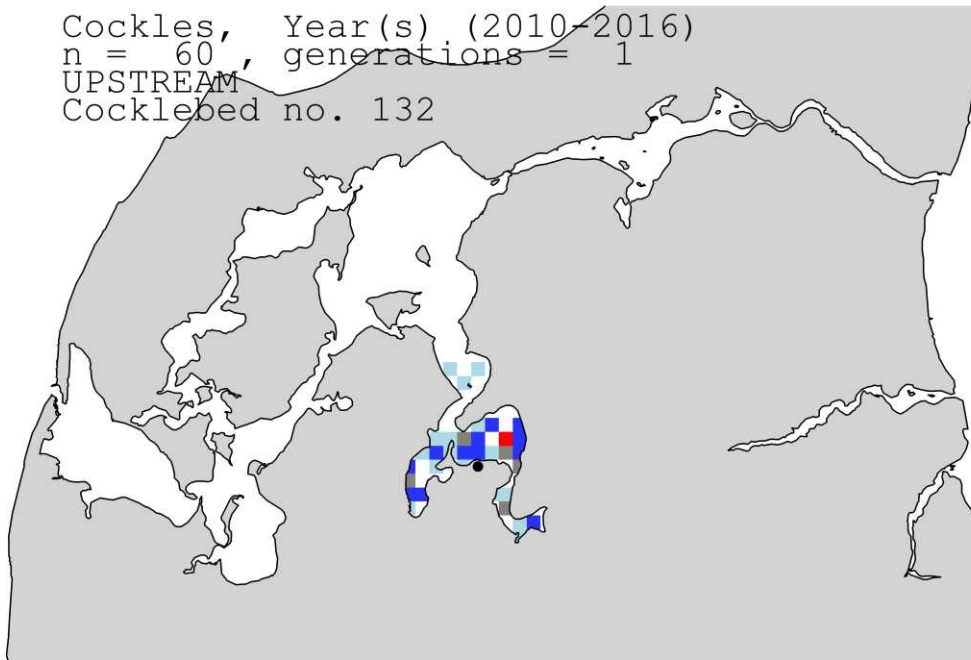 Cockles, Year(s) (2010-2016)
n = 60 , generations = 1
UPSTREAM
Cocklebed no. 132